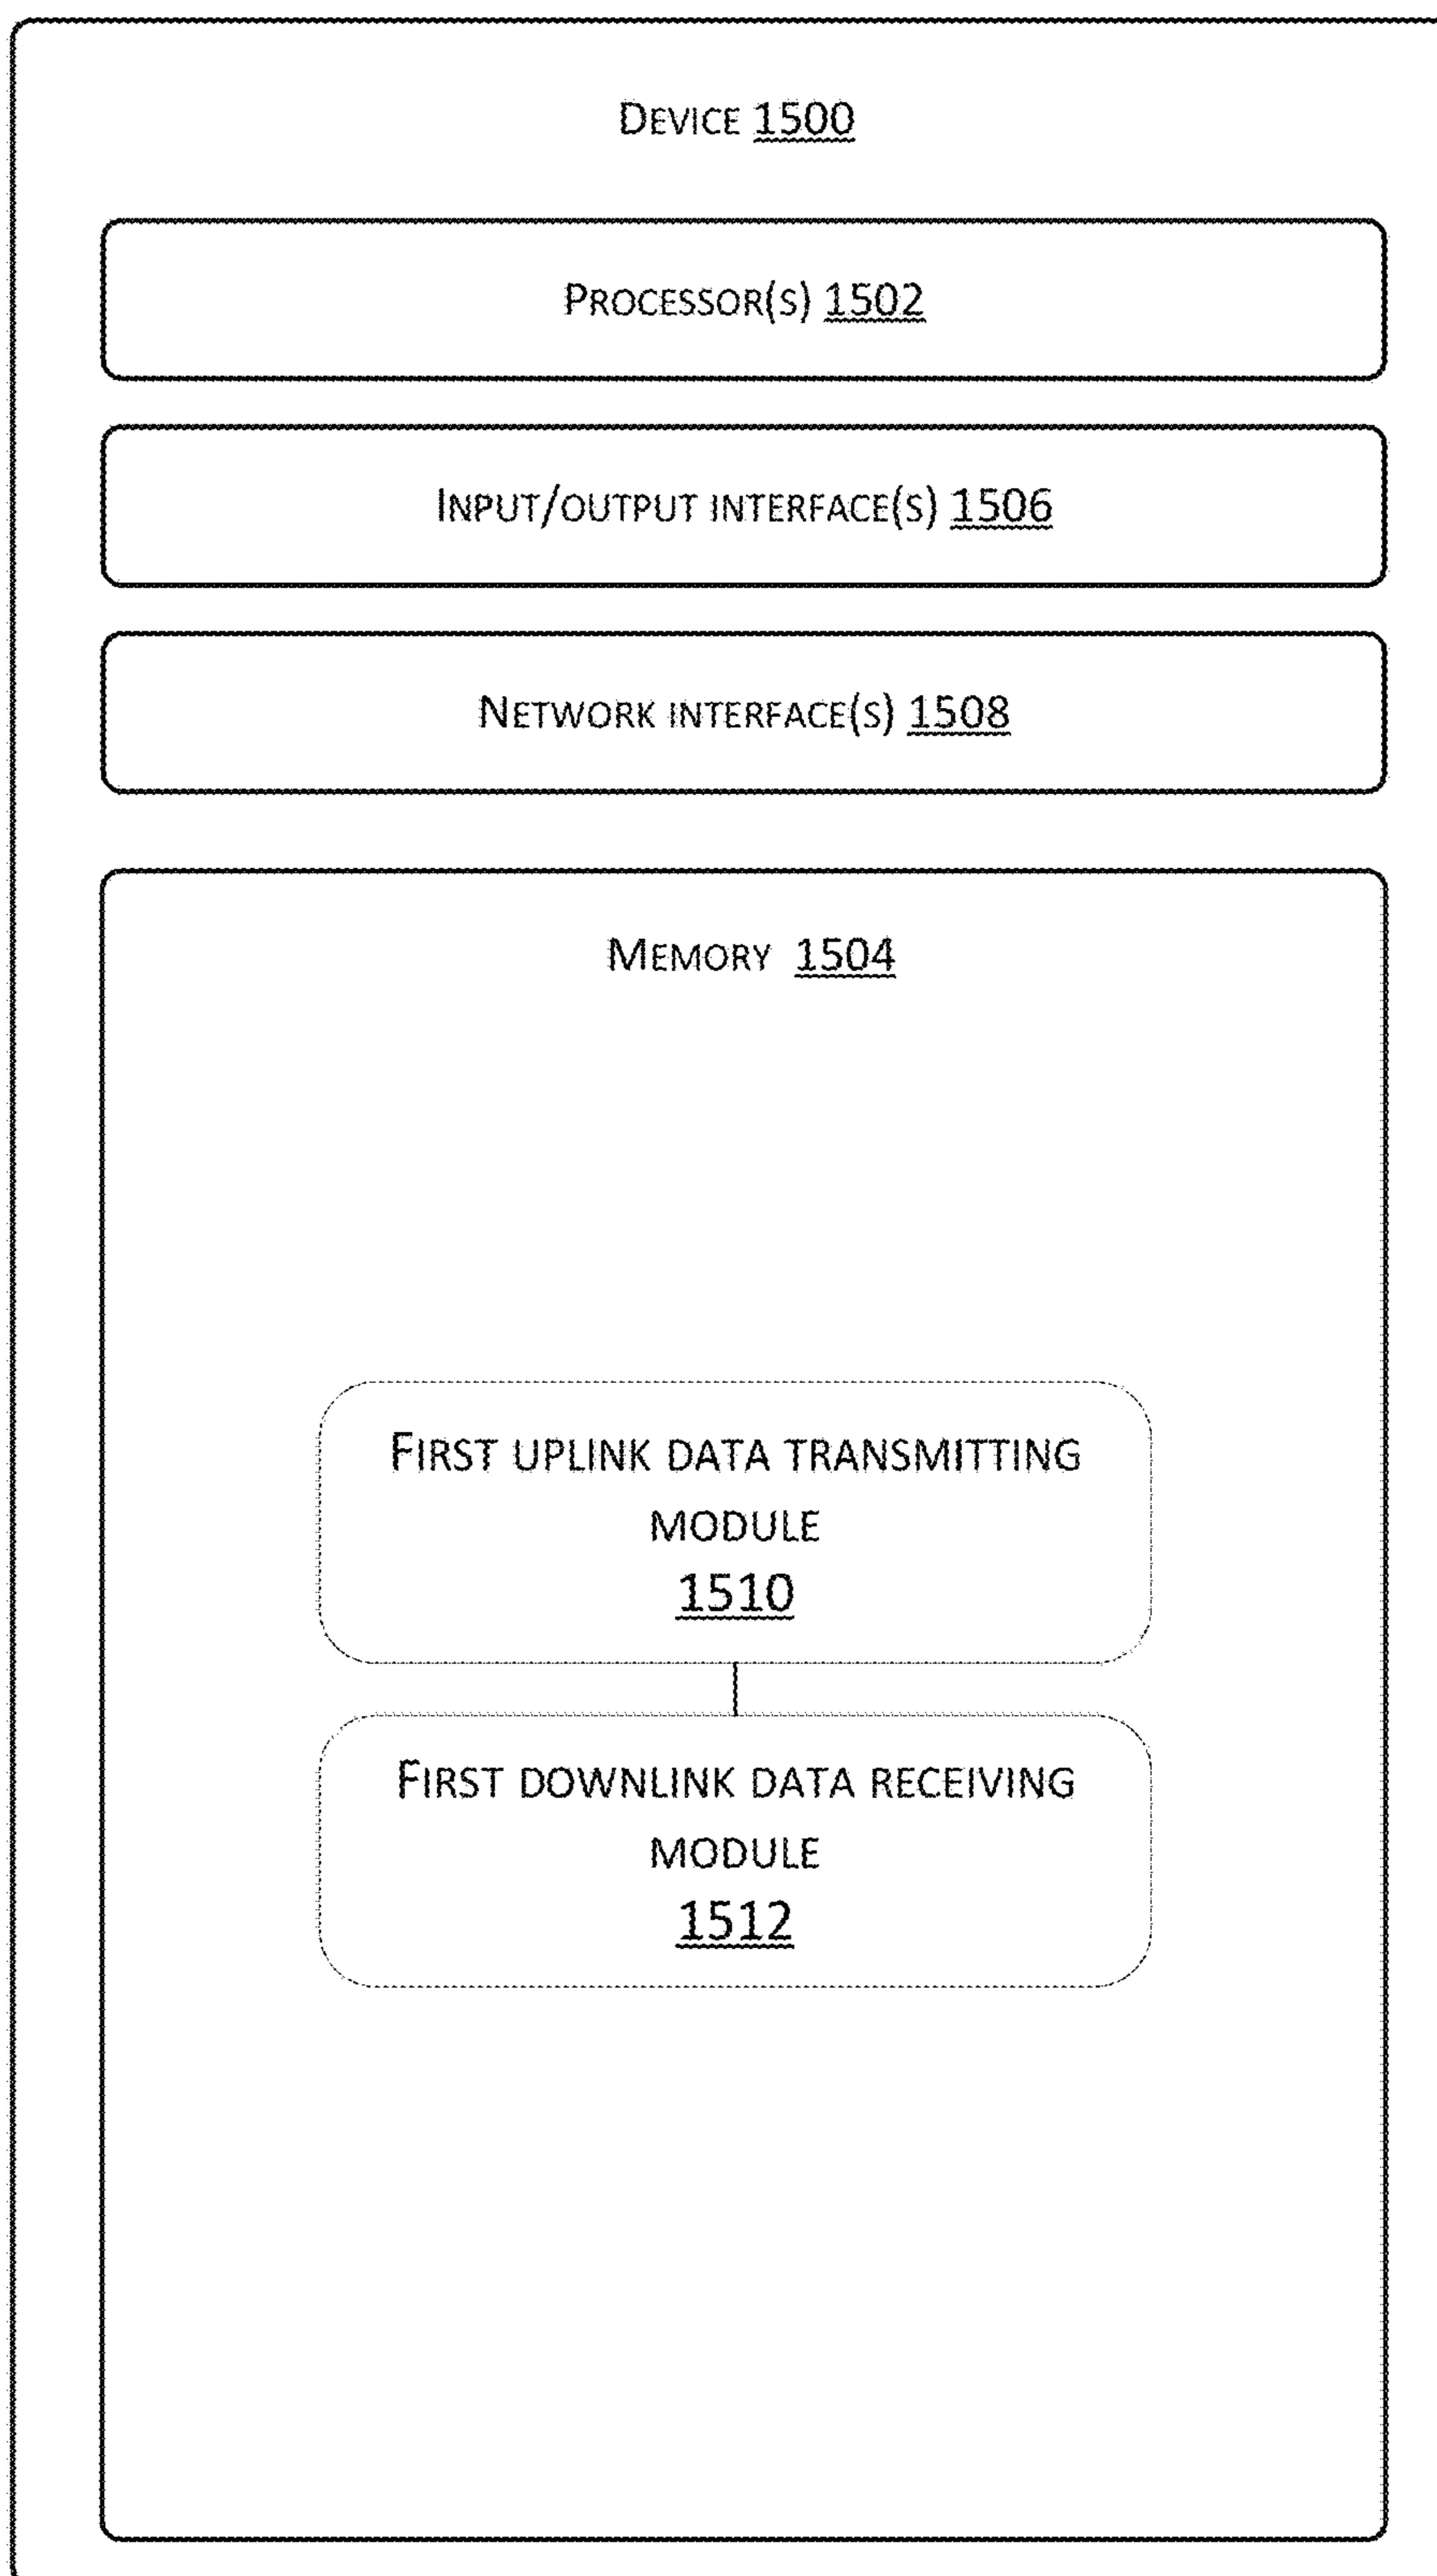 Device 1500
Processor(s) 1502
Input/output interface(s) 1506
Network interface(s) 1508
Memory 1504
First uplink data transmitting
module
1510
First downlink data receiving
module
1512